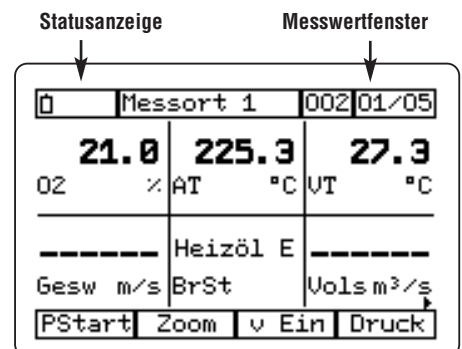 Statusanzeige Messwertfenster
Messort 1 002 01/05
21.0 225.3 27.3
O2 % AT °C VT °C
------ Heizöl E ------
Gesw m/s BrSt Vols m³/s
PStart Zoom v Ein Druck